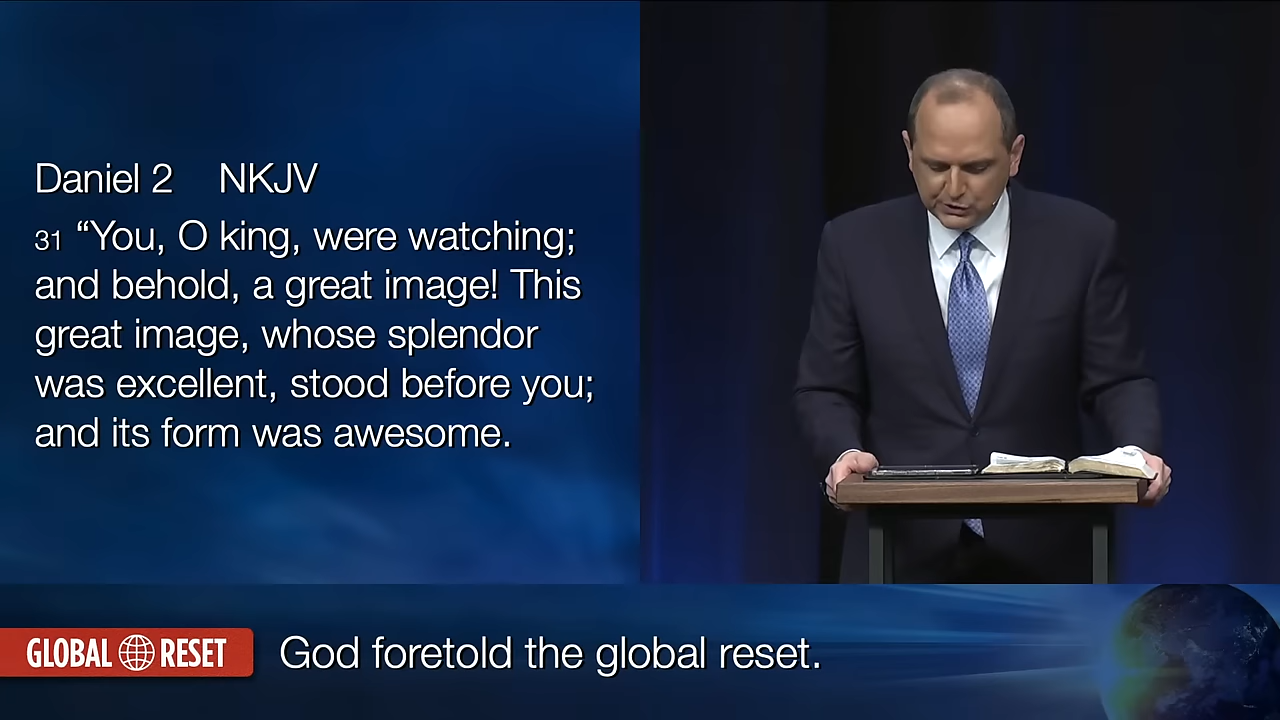 Daniel 2 NKJV
31 “You, O king, were watching;
and behold, a great image! This
great image, whose splendor
was excellent, stood before you;
and its form was awesome.
GLOBAL RESET God foretold the global reset.